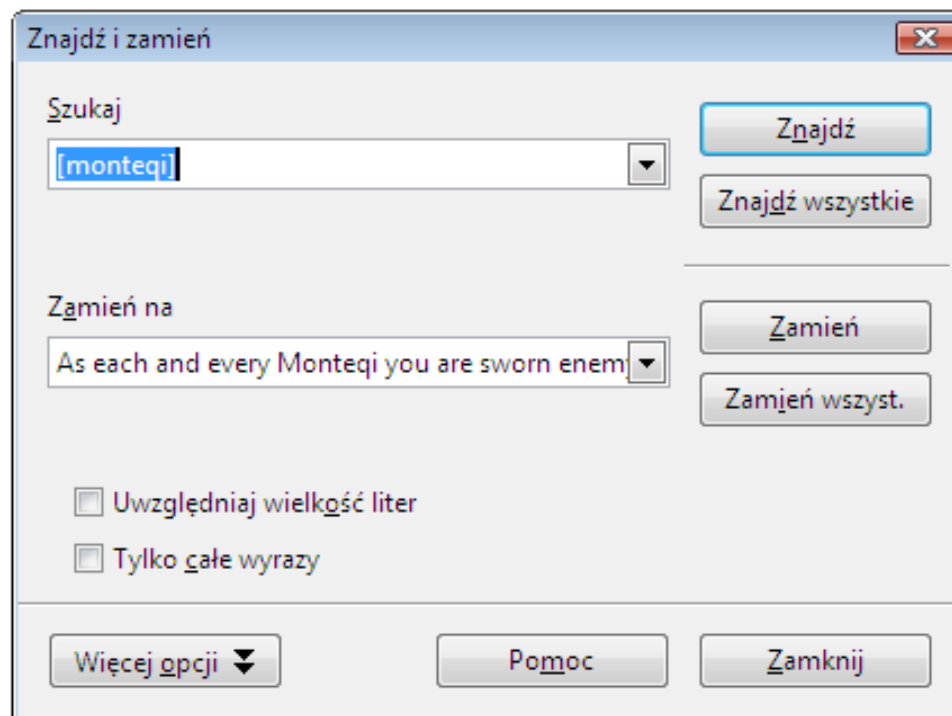 Znajdź i zamień
Szukaj
[monteqi]
Znajdź
Znajdź wszystkie
Zamień na
As each and every Monteqi you are sworn enemy
Zamień
Zamień wszyst.
Uwzględniaj wielkość liter
Tylko całe wyrazy
Więcej opcji
Pomoc
Zamknij